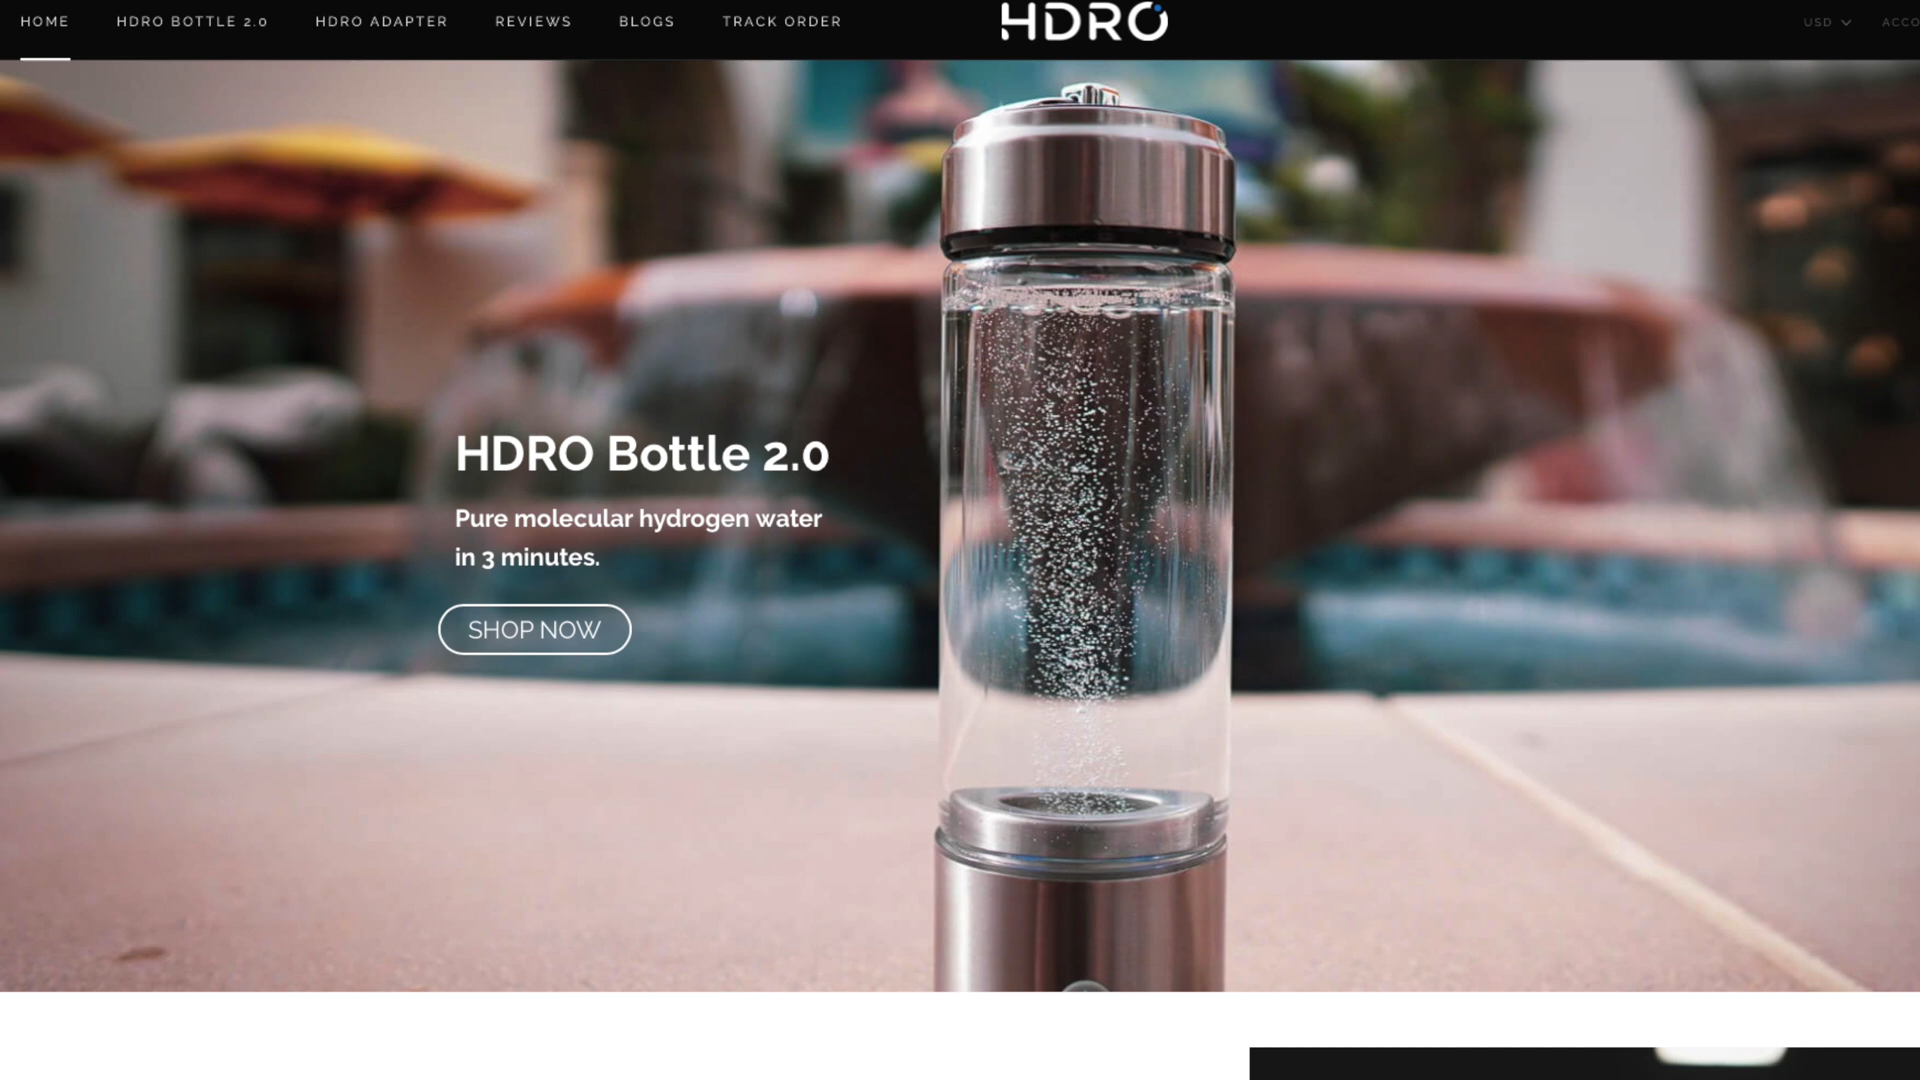 HOME HDRO BOTTLE 2.0 HDRO ADAPTER REVIEWS BLOGS TRACK ORDER HDRO USD
HDRO Bottle 2.0
Pure molecular hydrogen water
in 3 minutes.
SHOP NOW